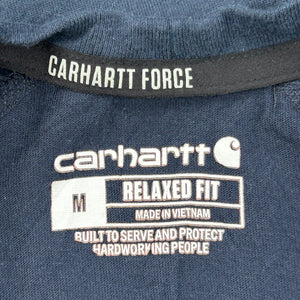 CARHARTT FORCE
carhartt
M
RELAXED FIT
MADE IN VIETNAM
BUILT TO SERVE AND PROTECT
HARDWORKING PEOPLE